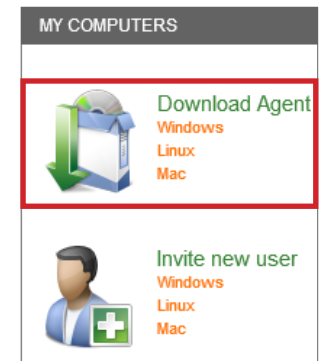 MY COMPUTERS
Download Agent
Windows
Linux
Mac
Invite new user
Windows
Linux
Mac